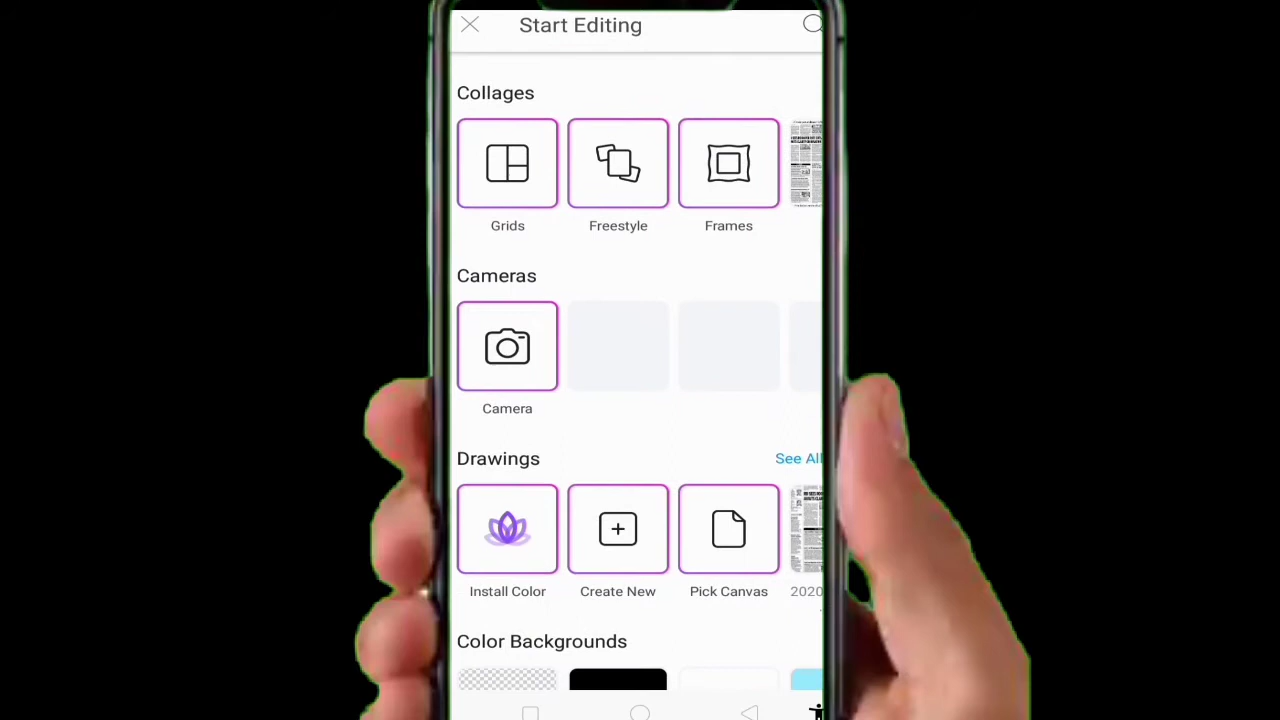 Start Editing
Collages
Grids Freestyle Frames
Cameras
Camera
Drawings See All
Install Color Create New Pick Canvas 2020
Color Backgrounds